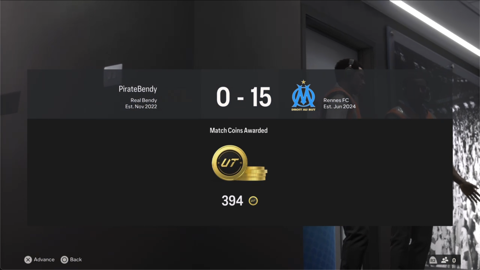 PirateBendy
Real Bendy
Est. Nov 2022
0 - 15
DROIT AU BUT
Rennes FC
Est. Jun 2024
Match Coins Awarded
UT
394
Advance
Back
0